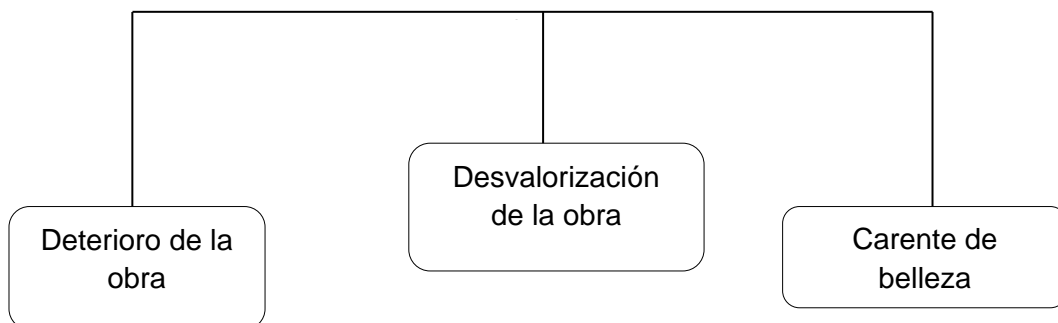 Deterioro de la
obra
Desvalorización
de la obra
Carente de
belleza